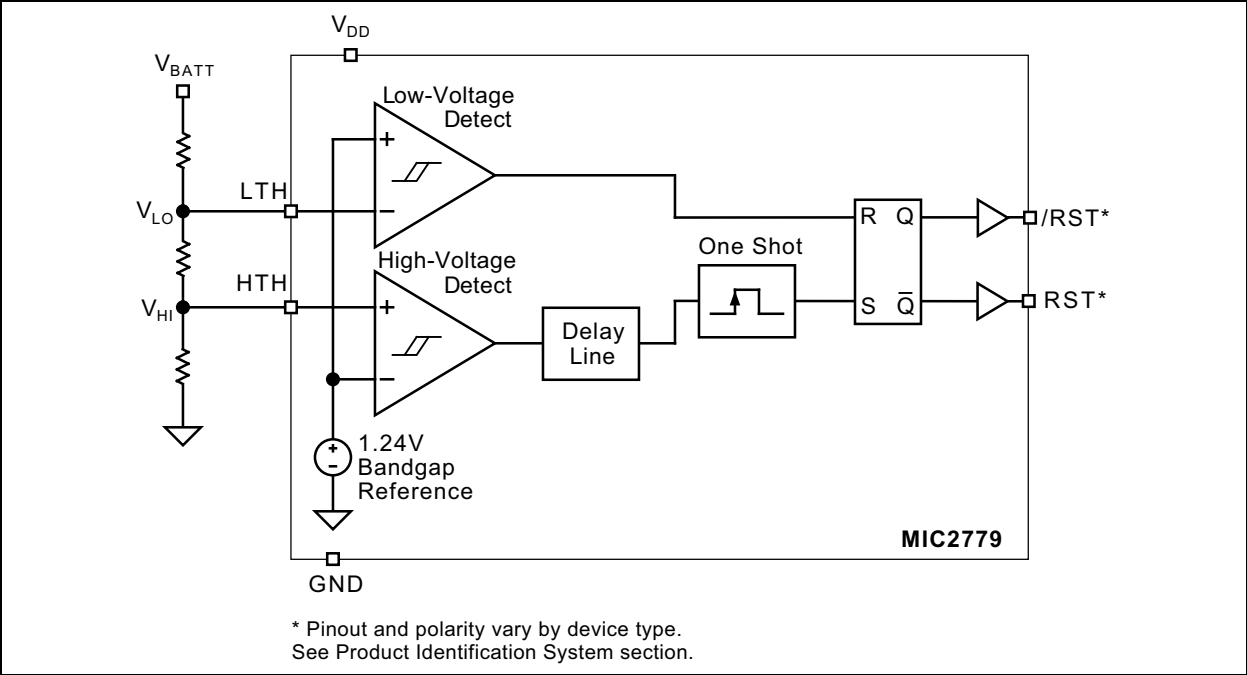 V_DD
V_BATT
Low-Voltage
Detect
+
LTH
V_LO
−
R Q
/RST*
High-Voltage
Detect
One Shot
HTH
V_HI
+
S Q̅
RST*
Delay
Line
−
+
−
1.24V
Bandgap
Reference
MIC2779
GND
* Pinout and polarity vary by device type.
See Product Identification System section.